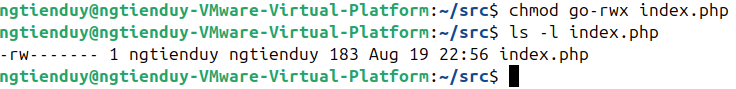 ngtienduy@ngtienduy-VMware-Virtual-Platform:~/src$ chmod go-rwx index.php
ngtienduy@ngtienduy-VMware-Virtual-Platform:~/src$ ls -l index.php
-rw------- 1 ngtienduy ngtienduy 183 Aug 19 22:56 index.php
ngtienduy@ngtienduy-VMware-Virtual-Platform:~/src$